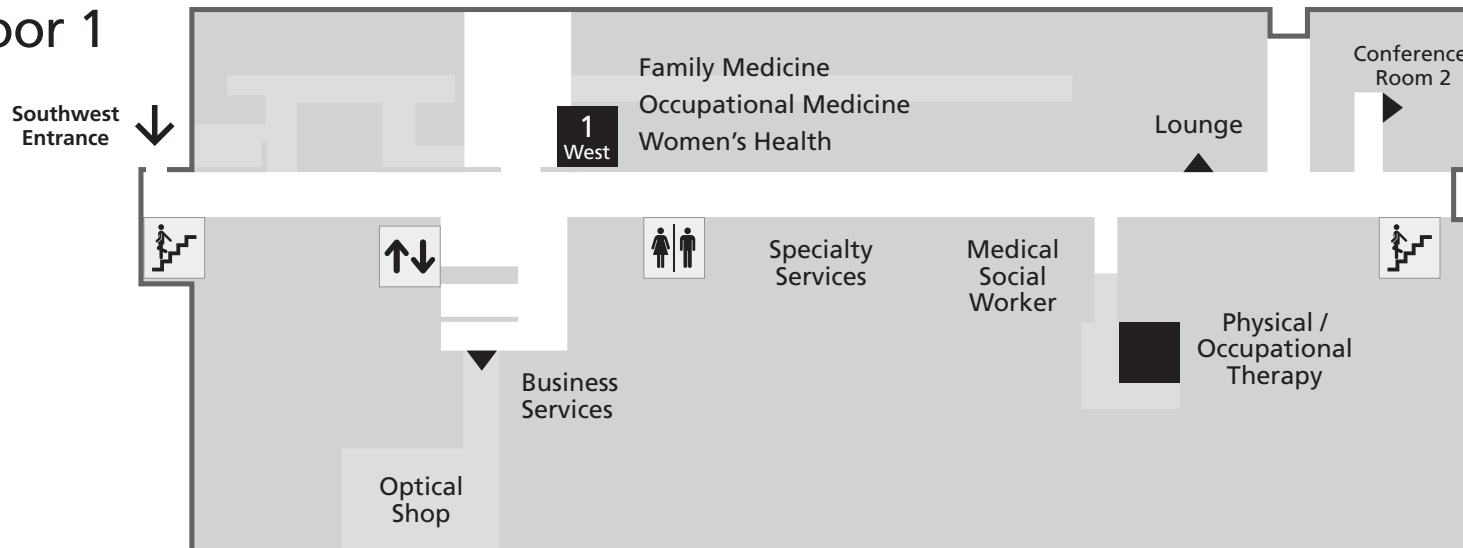 oor 1
Southwest
Entrance
1
West
Family Medicine
Occupational Medicine
Women's Health
Lounge
Conference
Room 2
Specialty
Services
Medical
Social
Worker
Physical /
Occupational
Therapy
Business
Services
Optical
Shop